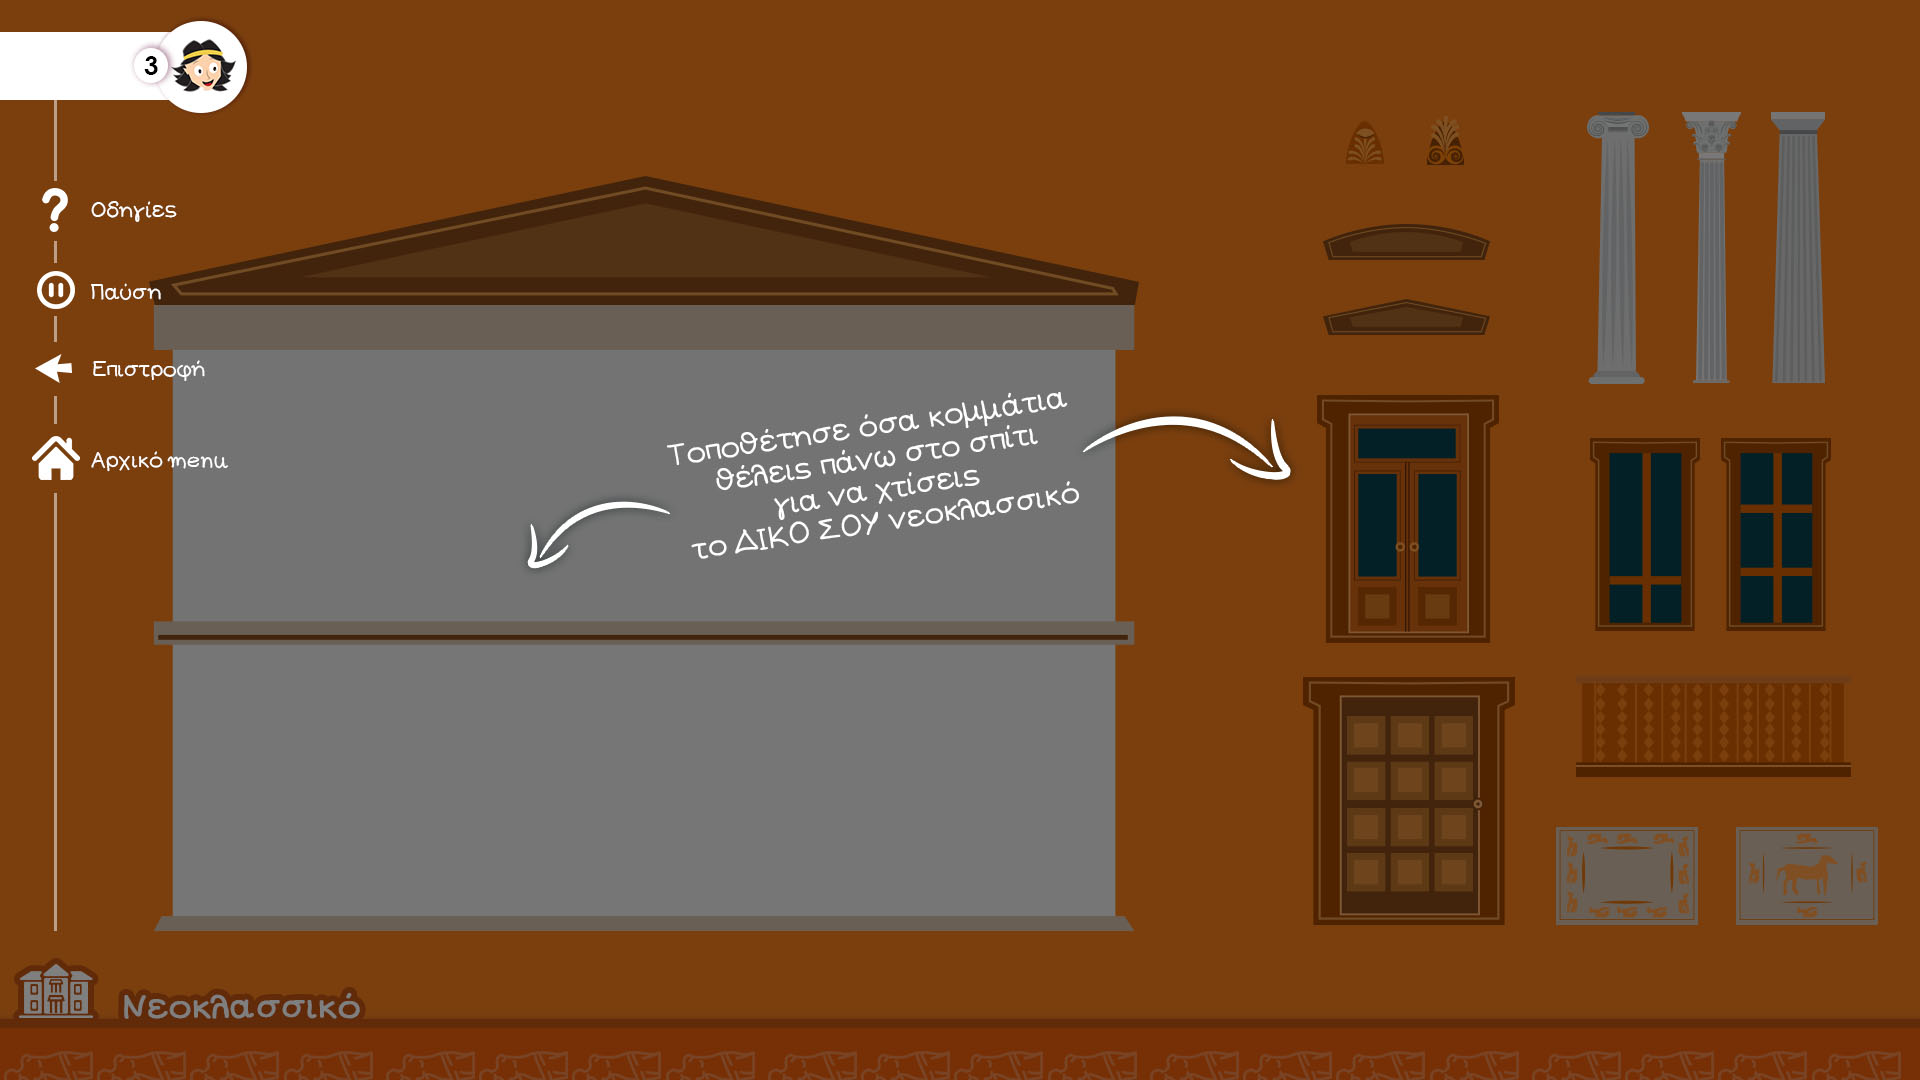 3
Οδηγίες
Παύση
Επιστροφή
Αρχικό menu
Τοποθέτησε όσα κομμάτια
θέλεις πάνω στο σπίτι
για να χτίσεις
το ΔΙΚΟ ΣΟΥ νεοκλασσικό
Νεοκλασσικό